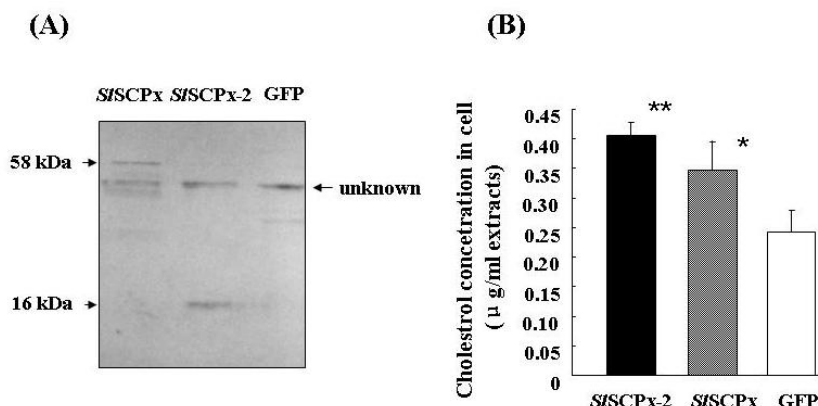 (A)
SlSCPx SlSCPx-2 GFP
58 kDa
unknown
16 kDa
(B)
Cholestrol concetration in cell
( μ g/ml extracts)
0.45
0.40
0.35
0.30
0.25
0.20
0.15
0.10
0.05
0
**
*
SlSCPx-2 SlSCPx GFP